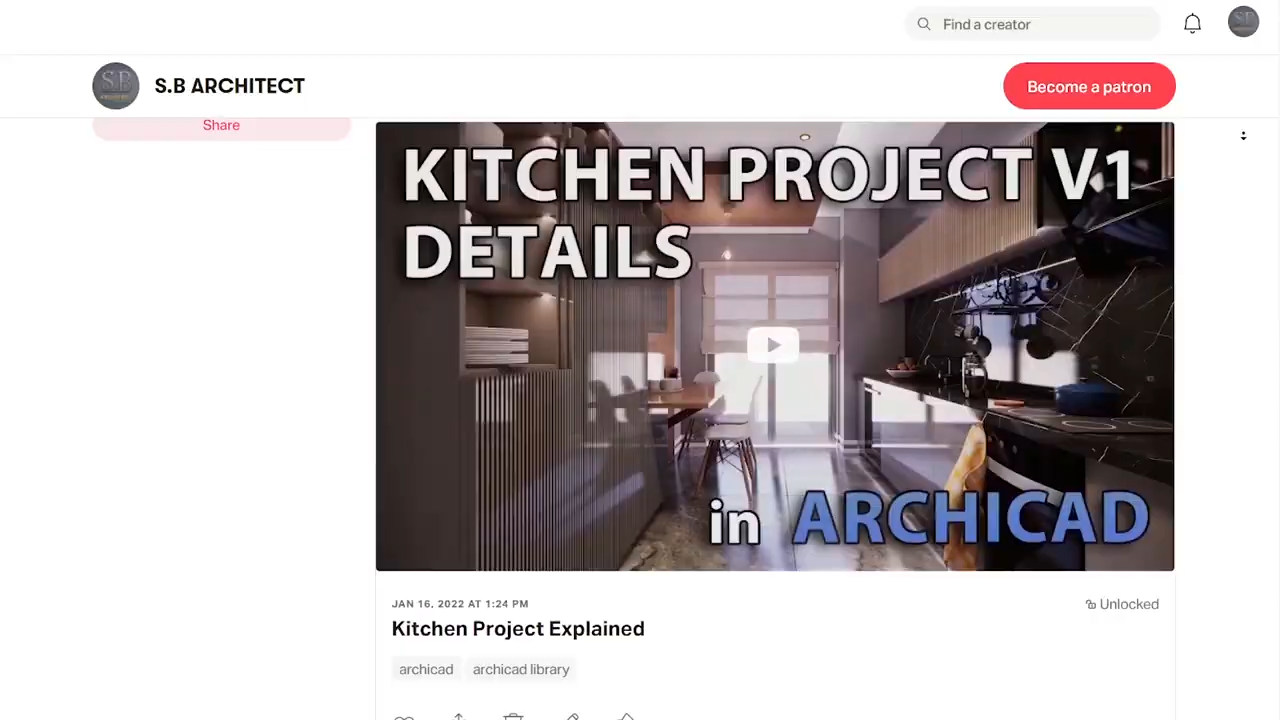 Find a creator
S.B
S.B
S.B ARCHITECT
Become a patron
Share
KITCHEN PROJECT V1
DETAILS
in ARCHICAD
JAN 16, 2022 AT 1:24 PM
Unlocked
Kitchen Project Explained
archicad
archicad library